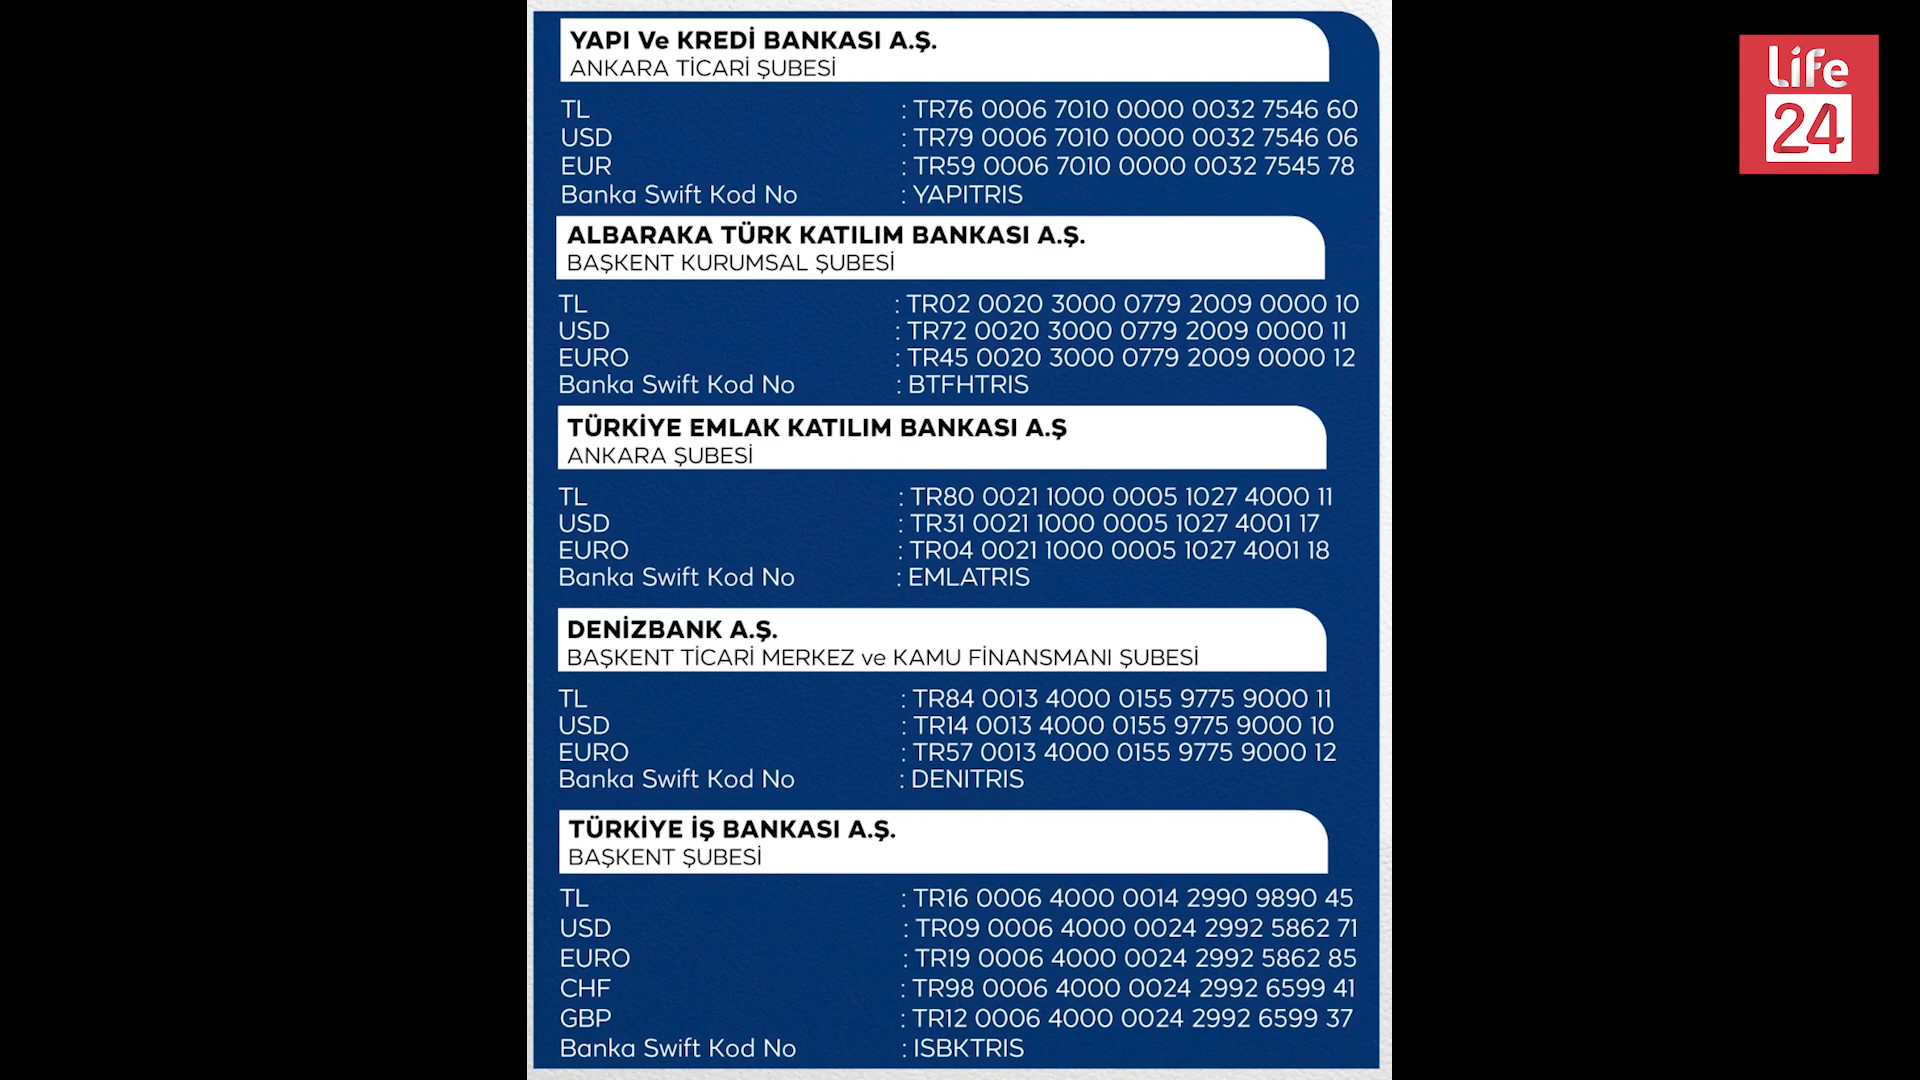 YAPI Ve KREDİ BANKASI A.Ş.
ANKARA TİCARİ ŞUBESİ
TL : TR76 0006 7010 0000 0032 7546 60
USD : TR79 0006 7010 0000 0032 7546 06
EUR : TR59 0006 7010 0000 0032 7545 78
Banka Swift Kod No : YAPITRIS
ALBARAKA TÜRK KATILIM BANKASI A.Ş.
BAŞKENT KURUMSAL ŞUBESİ
TL : TR02 0020 3000 0779 2009 0000 10
USD : TR72 0020 3000 0779 2009 0000 11
EURO : TR45 0020 3000 0779 2009 0000 12
Banka Swift Kod No : BTFHTRIS
TÜRKİYE EMLAK KATILIM BANKASI A.Ş
ANKARA ŞUBESİ
TL : TR80 0021 1000 0005 1027 4000 11
USD : TR31 0021 1000 0005 1027 4001 17
EURO : TR04 0021 1000 0005 1027 4001 18
Banka Swift Kod No : EMLATRIS
DENİZBANK A.Ş.
BAŞKENT TİCARİ MERKEZ ve KAMU FİNANSMANI ŞUBESİ
TL : TR84 0013 4000 0155 9775 9000 11
USD : TR14 0013 4000 0155 9775 9000 10
EURO : TR57 0013 4000 0155 9775 9000 12
Banka Swift Kod No : DENITRIS
TÜRKİYE İŞ BANKASI A.Ş.
BAŞKENT ŞUBESİ
TL : TR16 0006 4000 0014 2990 9890 45
USD : TR09 0006 4000 0024 2992 5862 71
EURO : TR19 0006 4000 0024 2992 5862 85
CHF : TR98 0006 4000 0024 2992 6599 41
GBP : TR12 0006 4000 0024 2992 6599 37
Banka Swift Kod No : ISBKTRIS
Life
24